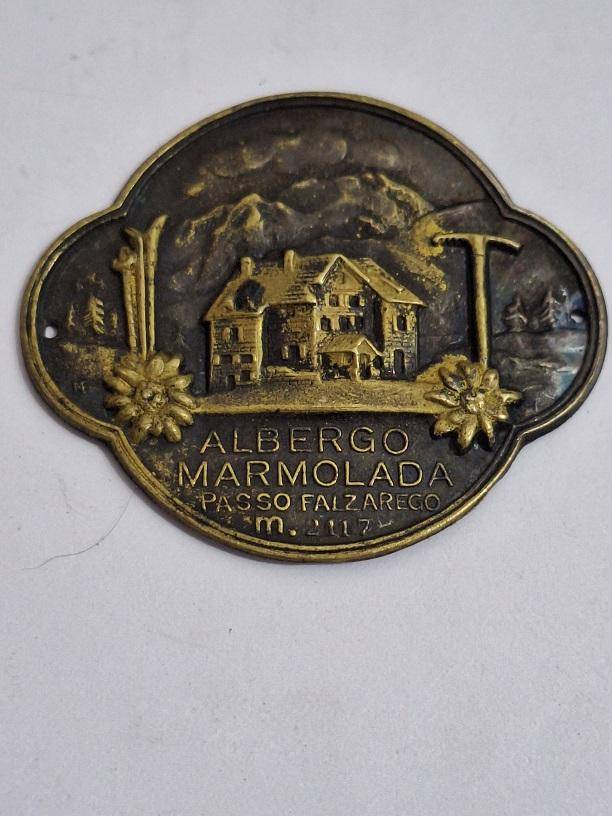 ALBERGO
MARMOLADA
PASSO FALZAREGO
m. 2117